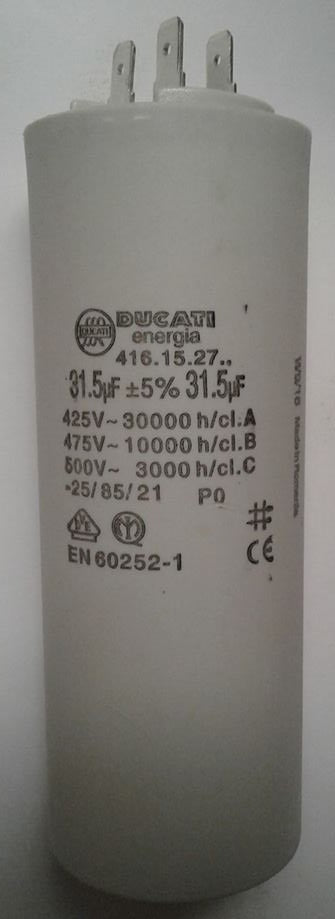 DUCATI
DUCATI
energia
416.15.27..
31.5µF ±5% 31.5µF
425V~ 30000 h/cl.A
475V~ 10000 h/cl.B
500V~ 3000 h/cl.C
-25/85/21 P0
EN 60252-1
CE
Made in Romania